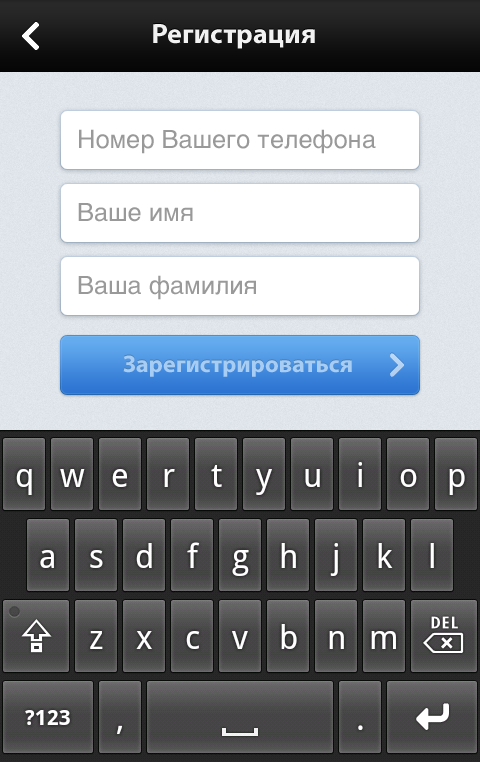 Регистрация
Номер Вашего телефона
Ваше имя
Ваша фамилия
Зарегистрироваться
q w e r t y u i o p
a s d f g h j k l
z x c v b n m DEL
?123 , .